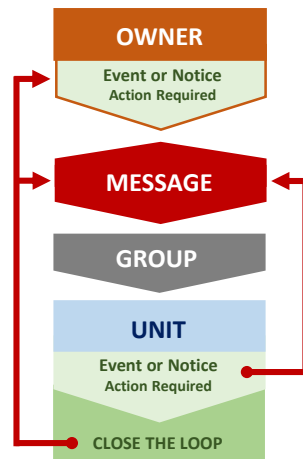 OWNER
Event or Notice
Action Required
MESSAGE
GROUP
UNIT
Event or Notice
Action Required
CLOSE THE LOOP